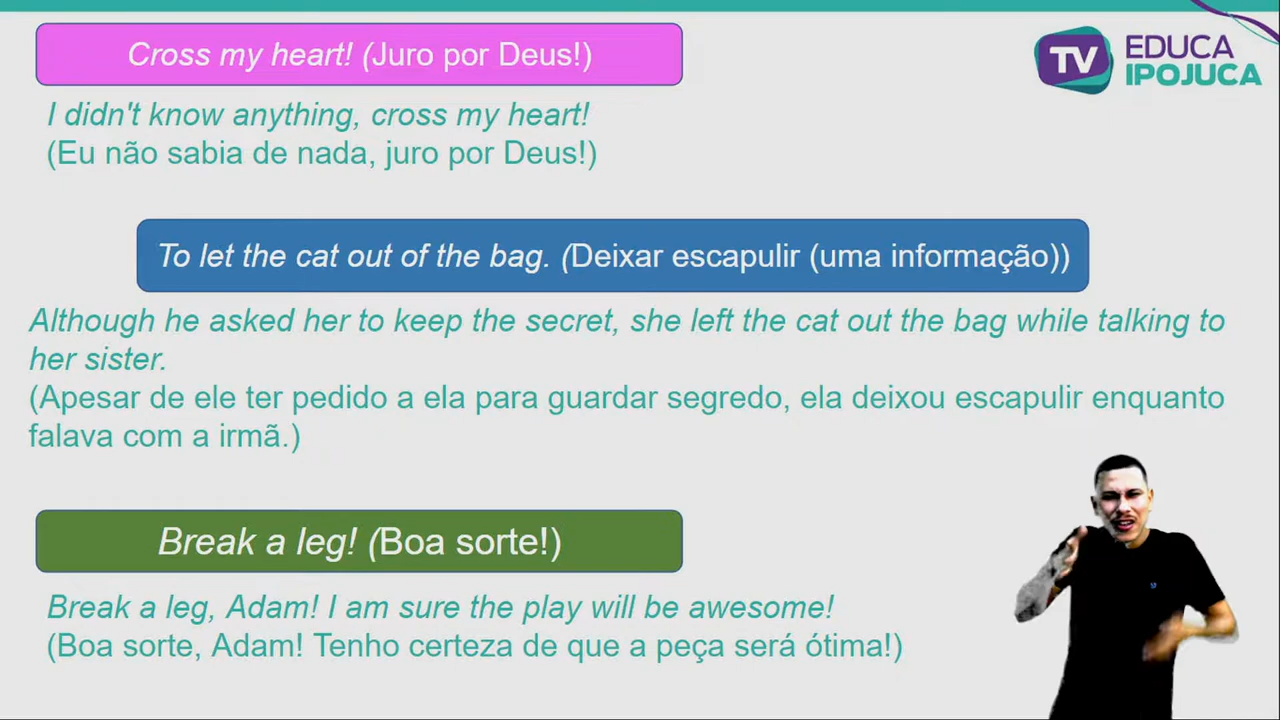 Cross my heart! (Juro por Deus!)
TV EDUCA
IPOJUCA
I didn't know anything, cross my heart!
(Eu não sabia de nada, juro por Deus!)
To let the cat out of the bag. (Deixar escapulir (uma informação))
Although he asked her to keep the secret, she left the cat out the bag while talking to
her sister.
(Apesar de ele ter pedido a ela para guardar segredo, ela deixou escapulir enquanto
falava com a irmã.)
Break a leg! (Boa sorte!)
Break a leg, Adam! I am sure the play will be awesome!
(Boa sorte, Adam! Tenho certeza de que a peça será ótima!)